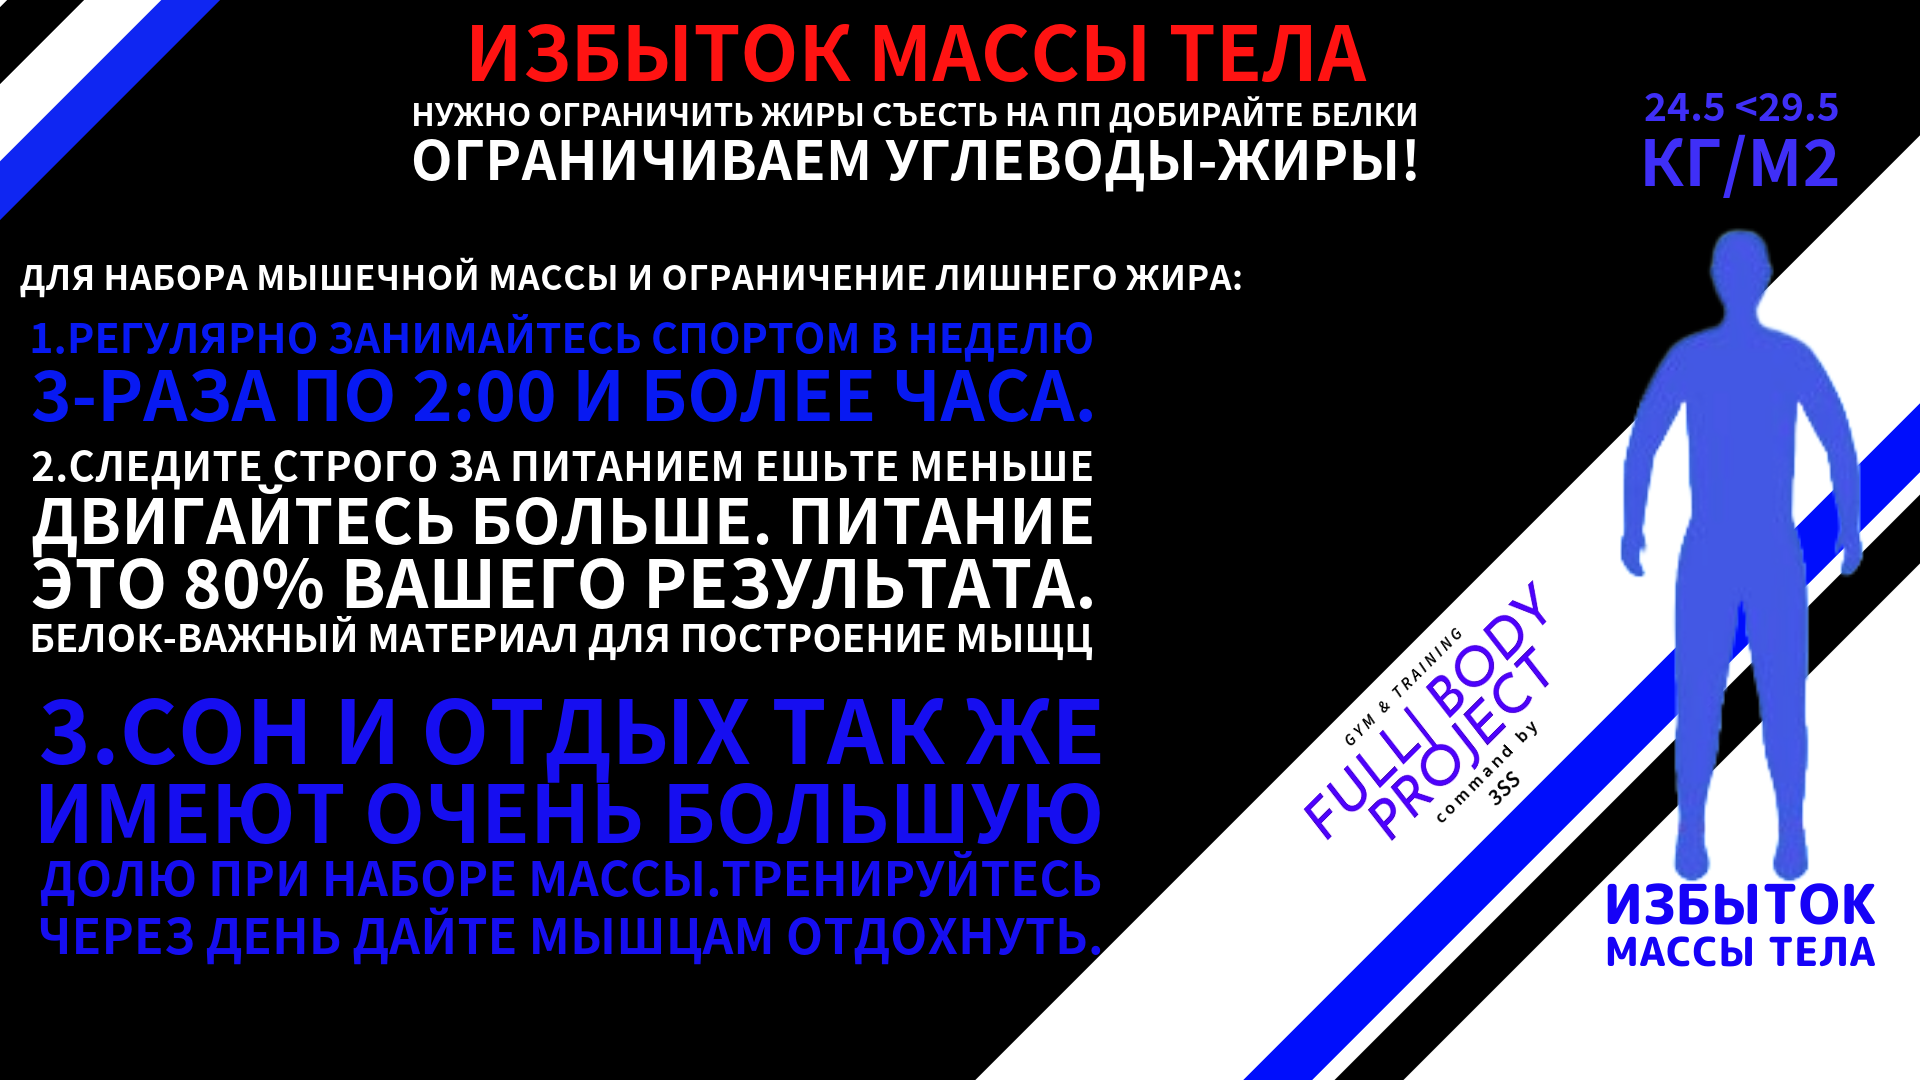 ИЗБЫТОК МАССЫ ТЕЛА
НУЖНО ОГРАНИЧИТЬ ЖИРЫ СЪЕСТЬ НА ПП ДОБИРАЙТЕ БЕЛКИ
ОГРАНИЧИВАЕМ УГЛЕВОДЫ-ЖИРЫ!
24.5 <29.5
КГ/М2
ДЛЯ НАБОРА МЫШЕЧНОЙ МАССЫ И ОГРАНИЧЕНИЕ ЛИШНЕГО ЖИРА:
1.РЕГУЛЯРНО ЗАНИМАЙТЕСЬ СПОРТОМ В НЕДЕЛЮ
3-РАЗА ПО 2:00 И БОЛЕЕ ЧАСА.
2.СЛЕДИТЕ СТРОГО ЗА ПИТАНИЕМ ЕШЬТЕ МЕНЬШЕ
ДВИГАЙТЕСЬ БОЛЬШЕ. ПИТАНИЕ
ЭТО 80% ВАШЕГО РЕЗУЛЬТАТА.
БЕЛОК-ВАЖНЫЙ МАТЕРИАЛ ДЛЯ ПОСТРОЕНИЕ МЫЩЦ
3.СОН И ОТДЫХ ТАК ЖЕ
ИМЕЮТ ОЧЕНЬ БОЛЬШУЮ
ДОЛЮ ПРИ НАБОРЕ МАССЫ.ТРЕНИРУЙТЕСЬ
ЧЕРЕЗ ДЕНЬ ДАЙТЕ МЫШЦАМ ОТДОХНУТЬ.
GYM & TRAINING
FULL| BODY
PROJECT
command by
3SS
ИЗБЫТОК
МАССЫ ТЕЛА